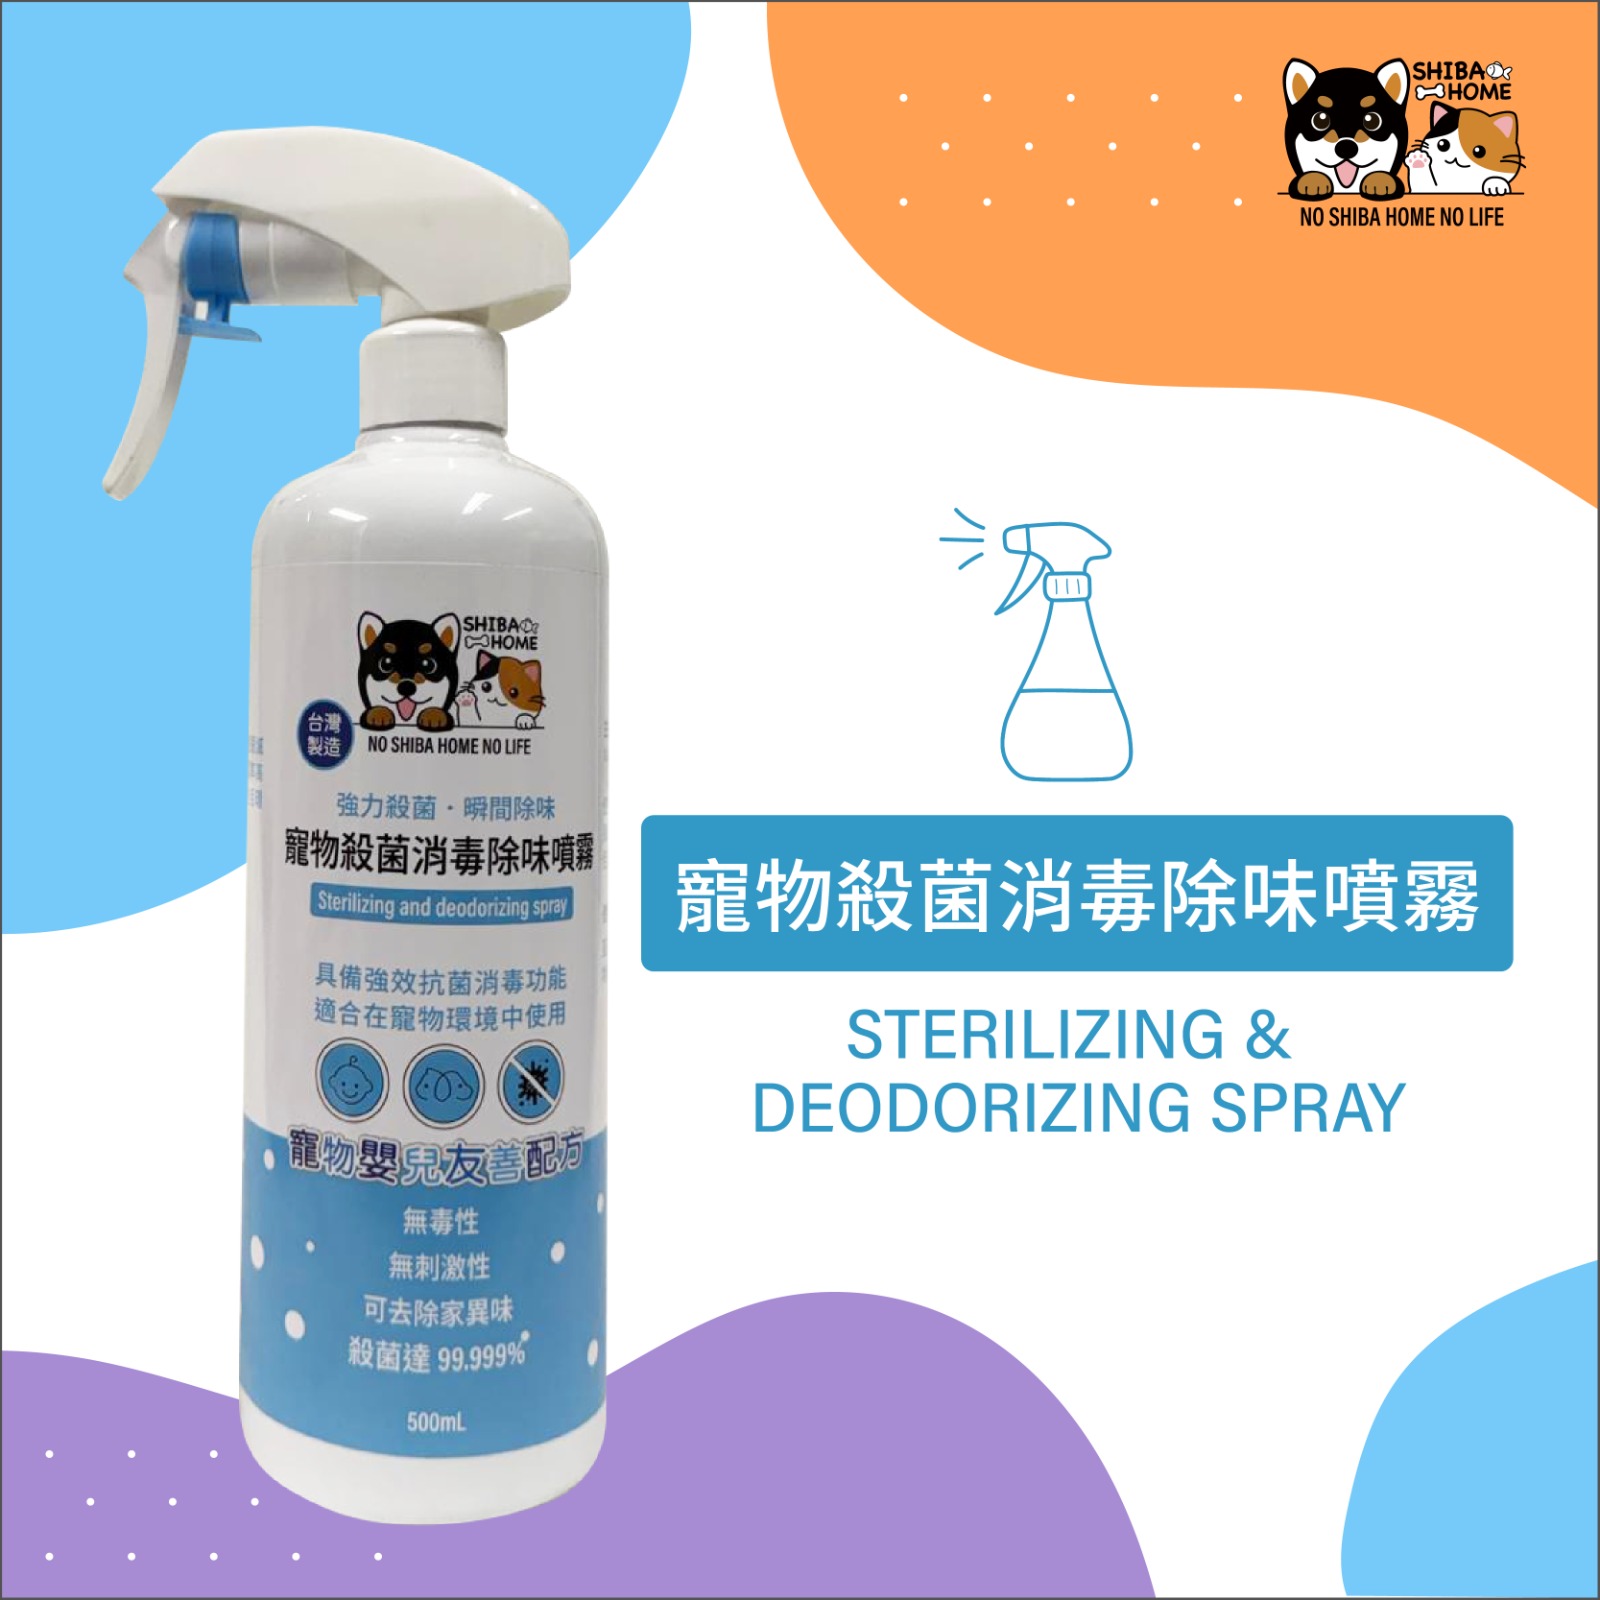 SHIBA
HOME
NO SHIBA HOME NO LIFE
SHIBA
HOME
台灣
製造
NO SHIBA HOME NO LIFE
強力殺菌・瞬間除味
寵物殺菌消毒除味噴霧
Sterilizing and deodorizing spray
具備強效抗菌消毒功能
適合在寵物環境中使用
寵物嬰兒友善配方
無毒性
無刺激性
可去除家異味
殺菌達 99.999%
500mL
寵物殺菌消毒除味噴霧
STERILIZING &
DEODORIZING SPRAY